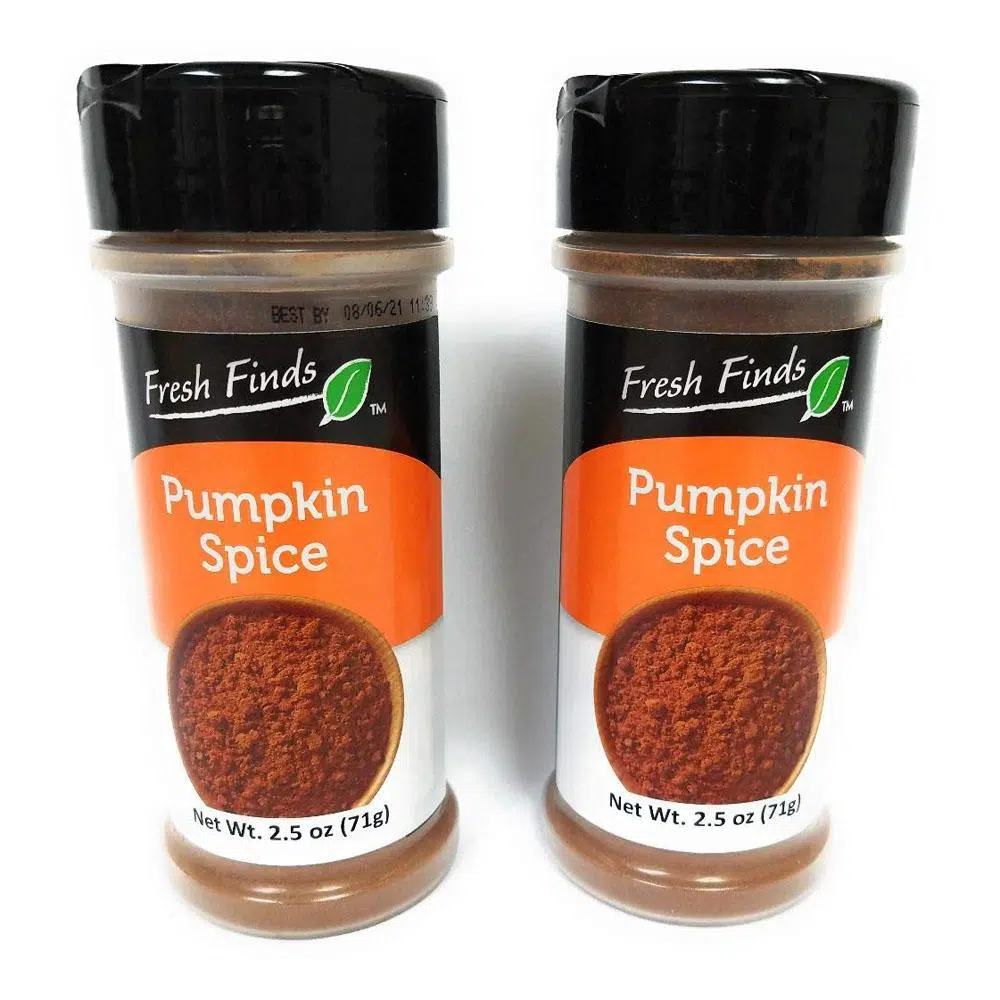 BEST BY 08/06/21
Fresh Finds
TM
Pumpkin
Spice
Net Wt. 2.5 oz (71g)
Fresh Finds
TM
Pumpkin
Spice
Net Wt. 2.5 oz (71g)